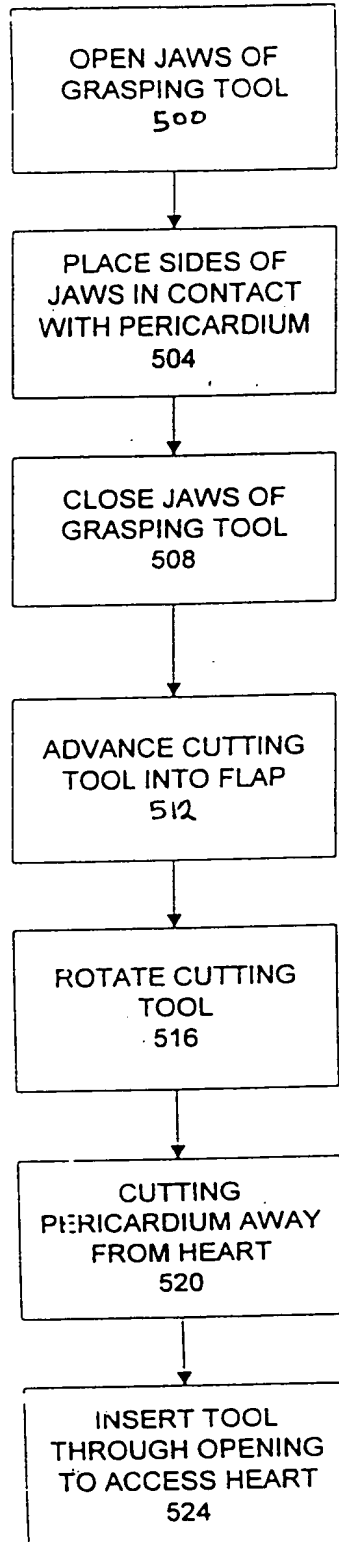 OPEN JAWS OF
GRASPING TOOL
500
PLACE SIDES OF
JAWS IN CONTACT
WITH PERICARDIUM
504
CLOSE JAWS OF
GRASPING TOOL
508
ADVANCE CUTTING
TOOL INTO FLAP
512
ROTATE CUTTING
TOOL
516
CUTTING
PERICARDIUM AWAY
FROM HEART
520
INSERT TOOL
THROUGH OPENING
TO ACCESS HEART
524